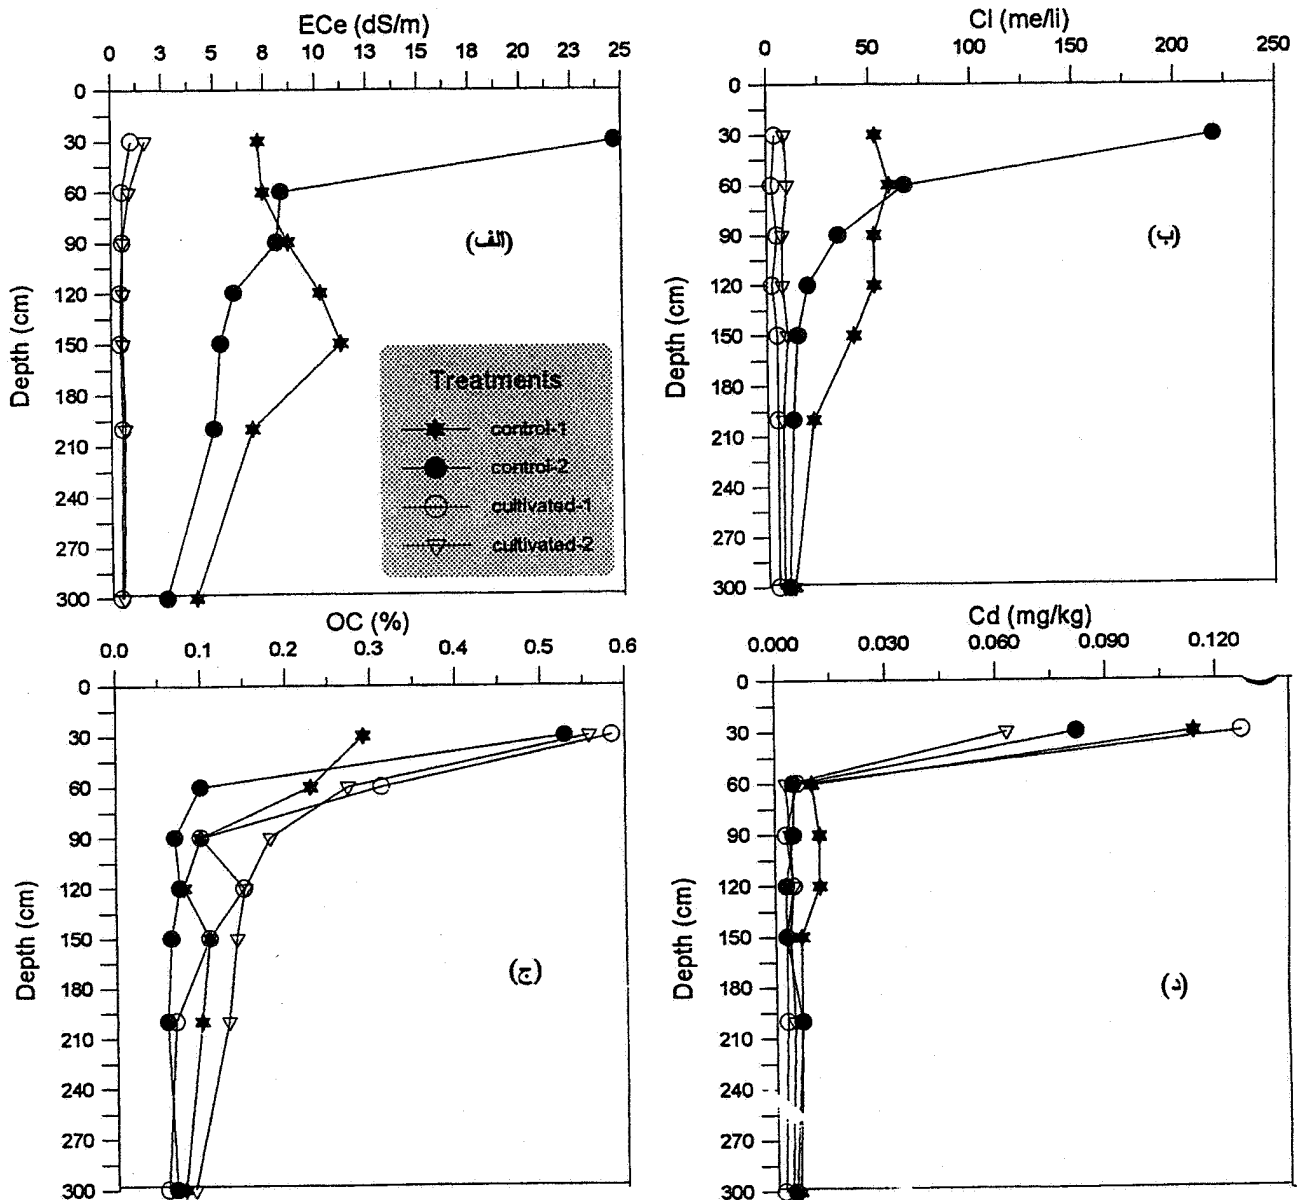 ECe (dS/m)
0 3 5 8 10 13 15 18 20 23 25
Depth (cm)
0
30
60
90
120
150
180
210
240
270
300
(الف)
Treatments
control-1
control-2
cultivated-1
cultivated-2
Cl (me/li)
0 50 100 150 200 250
Depth (cm)
0
30
60
90
120
150
180
210
240
270
300
(ب)
OC (%)
0.0 0.1 0.2 0.3 0.4 0.5 0.6
Depth (cm)
0
30
60
90
120
150
180
210
240
270
300
(ج)
Cd (mg/kg)
0.000 0.030 0.060 0.090 0.120
Depth (cm)
0
30
60
90
120
150
180
210
240
270
300
(د)